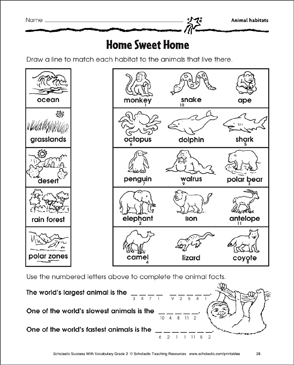 Name
Animal habitats
Home Sweet Home
Draw a line to match each habitat to the animals that live there.
ocean
monkey snake ape
grasslands
octopus dolphin shark
desert
penguin walrus polar bear
rain forest
elephant lion antelope
polar zones
camel lizard coyote
Use the numbered letters above to complete the animal facts.
The world's largest animal is the
One of the world's slowest animals is the
One of the world's fastest animals is the
Scholastic Success With Vocabulary Grade 2 © Scholastic Teaching Resources www.scholastic.com/printables